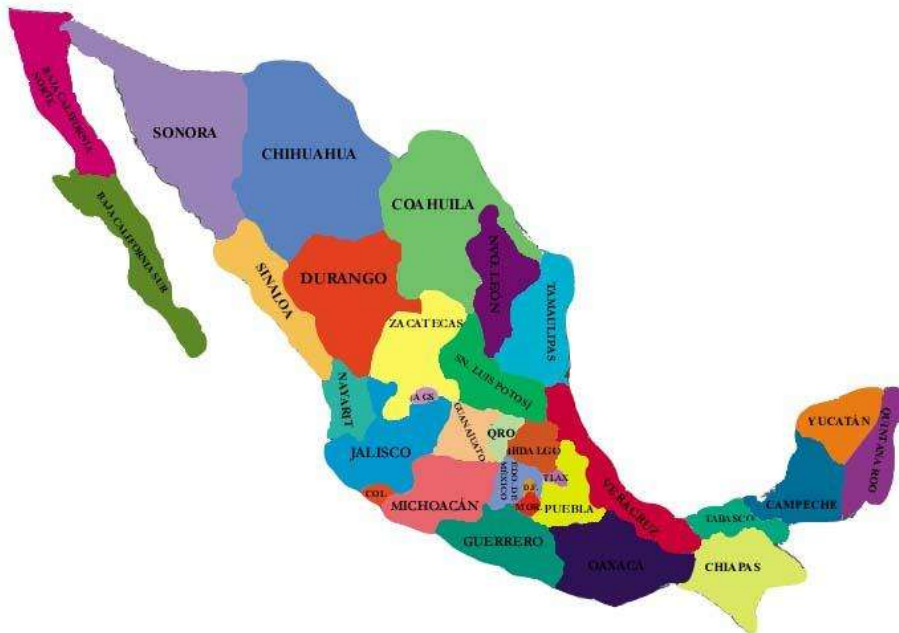 BAJA CALIFORNIA
NORTE
SONORA
CHIHUAHUA
COAHUILA
BAJA CALIFORNIA SUR
SINALOA
DURANGO
NVO. LEON
TAMAULIPAS
ZACATECAS
SN. LUIS POTOSÍ
NAYARIT
AGS.
JALISCO
GUANAJUATO
QRO
HIDALGO
COL.
MICHOACÁN
EDO. DE
MÉXICO
D.F.
TLAX
MOR.
PUEBLA
VERACRUZ
GUERRERO
OAXACA
TABASCO
CHIAPAS
CAMPECHE
YUCATÁN
QUINTANA ROO